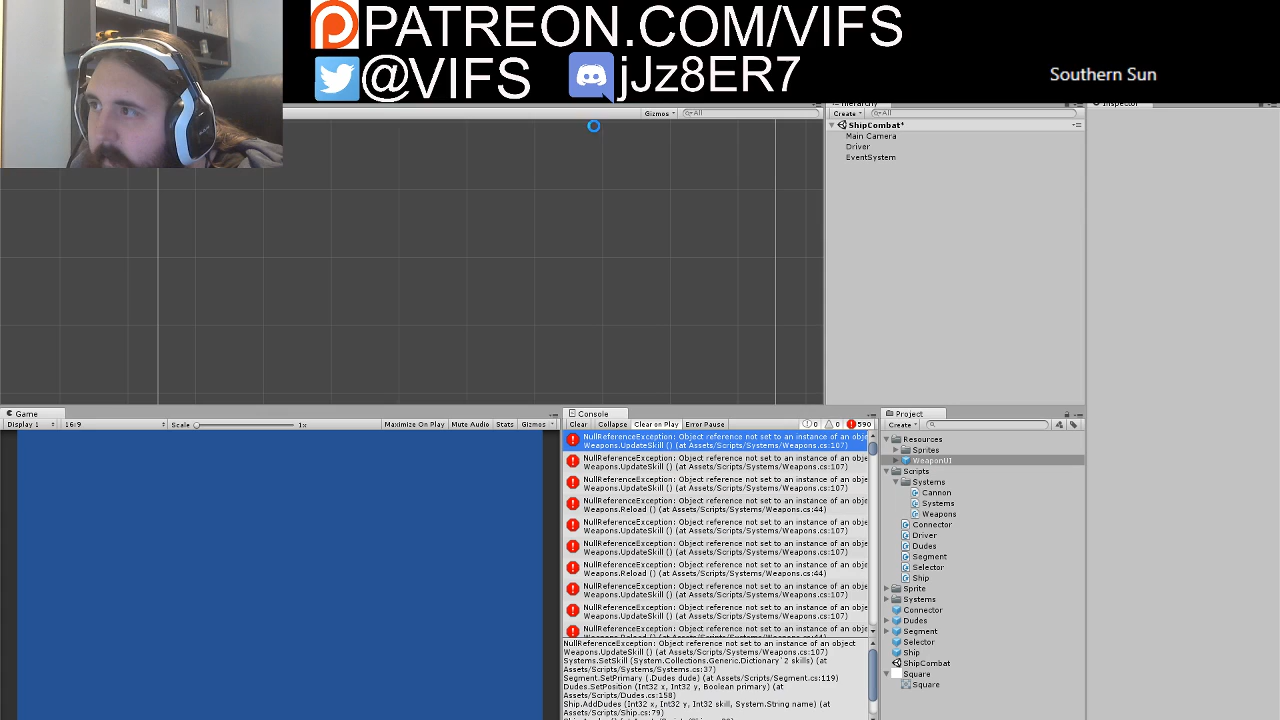 PATREON.COM/VIFS
@VIFS jJz8ER7
Southern Sun
Gizmos All
Hierarchy
Inspector
Create All
ShipCombat*
Main Camera
Driver
EventSystem
Game
Display 1 16:9 Scale 1x Maximize On Play Mute Audio Stats Gizmos
Console
Clear Collapse Clear on Play Error Pause 0 0 590
NullReferenceException: Object reference not set to an instance of an obje
Weapons.UpdateSkill () (at Assets/Scripts/Systems/Weapons.cs:107)
NullReferenceException: Object reference not set to an instance of an obje
Weapons.UpdateSkill () (at Assets/Scripts/Systems/Weapons.cs:107)
NullReferenceException: Object reference not set to an instance of an obje
Weapons.UpdateSkill () (at Assets/Scripts/Systems/Weapons.cs:107)
NullReferenceException: Object reference not set to an instance of an obje
Weapons.Reload () (at Assets/Scripts/Systems/Weapons.cs:44)
NullReferenceException: Object reference not set to an instance of an obje
Weapons.UpdateSkill () (at Assets/Scripts/Systems/Weapons.cs:107)
NullReferenceException: Object reference not set to an instance of an obje
Weapons.UpdateSkill () (at Assets/Scripts/Systems/Weapons.cs:107)
NullReferenceException: Object reference not set to an instance of an obje
Weapons.Reload () (at Assets/Scripts/Systems/Weapons.cs:44)
NullReferenceException: Object reference not set to an instance of an obje
Weapons.UpdateSkill () (at Assets/Scripts/Systems/Weapons.cs:107)
NullReferenceException: Object reference not set to an instance of an obje
Weapons.UpdateSkill () (at Assets/Scripts/Systems/Weapons.cs:107)
NullReferenceException: Object reference not set to an instance of an obje
NullReferenceException: Object reference not set to an instance of an object
Weapons.UpdateSkill () (at Assets/Scripts/Systems/Weapons.cs:107)
Systems.SetSkill (System.Collections.Generic.Dictionary`2 skills) (at
Assets/Scripts/Systems/Systems.cs:37)
Segment.SetPrimary (.Dudes dude) (at Assets/Scripts/Segment.cs:119)
Dudes.SetPosition (Int32 x, Int32 y, Boolean primary) (at
Assets/Scripts/Dudes.cs:158)
Ship.AddDudes (Int32 x, Int32 y, Int32 skill, System.String name) (at
Assets/Scripts/Ship.cs:79)
Project
Create
Resources
Sprites
WeaponUI
Scripts
Systems
Cannon
Systems
Weapons
Connector
Driver
Dudes
Segment
Selector
Ship
Sprite
Systems
Connector
Dudes
Segment
Selector
Ship
ShipCombat
Square
Square